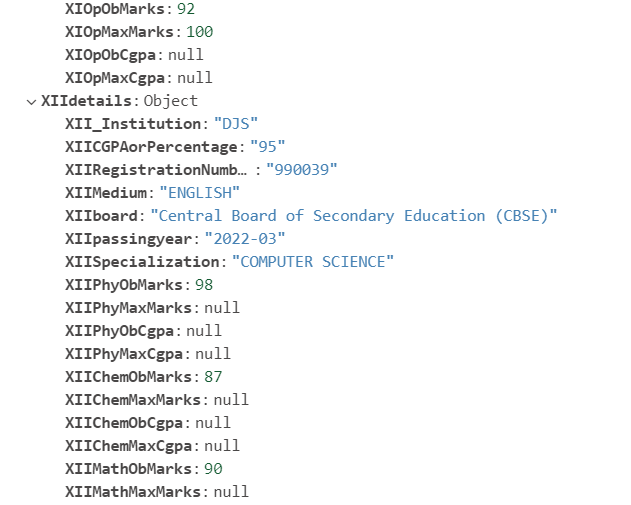 XIOpObMarks: 92
XIOpMaxMarks: 100
XIOpObCgpa: null
XIOpMaxCgpa: null
XIIdetails: Object
XII_Institution: "DJS"
XIICGPAorPercentage: "95"
XIIRegistrationNumb… : "990039"
XIIMedium: "ENGLISH"
XIIboard: "Central Board of Secondary Education (CBSE)"
XIIpassingyear: "2022-03"
XIISpecialization: "COMPUTER SCIENCE"
XIIPhyObMarks: 98
XIIPhyMaxMarks: null
XIIPhyObCgpa: null
XIIPhyMaxCgpa: null
XIIChemObMarks: 87
XIIChemMaxMarks: null
XIIChemObCgpa: null
XIIChemMaxCgpa: null
XIIMathObMarks: 90
XIIMathMaxMarks: null